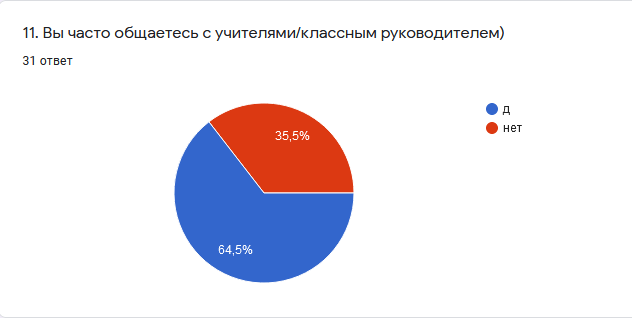 11. Вы часто общаетесь с учителями/классным руководителем)
31 ответ
д
нет
35,5%
64,5%